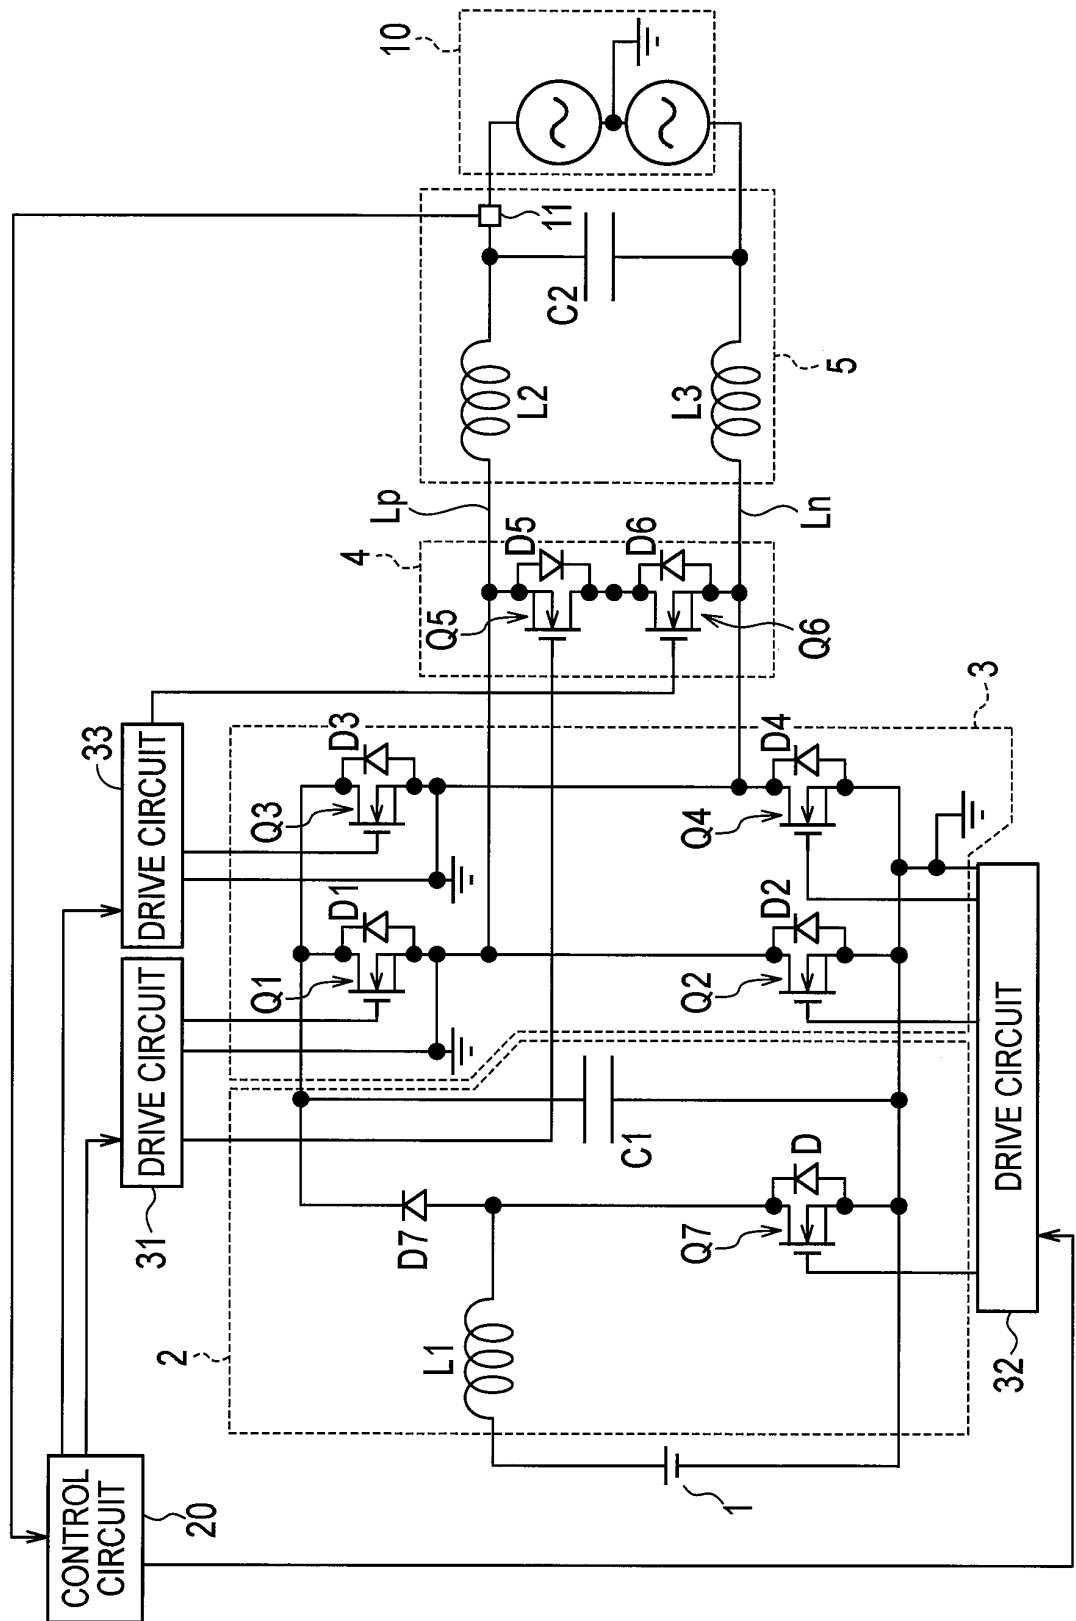 CONTROL
CIRCUIT
20
DRIVE CIRCUIT
31
DRIVE CIRCUIT
33
2
L1
D7
Q7
D
C1
1
Q1
D1
Q3
D3
Q2
D2
Q4
D4
3
DRIVE CIRCUIT
32
4
Q5
D5
D6
Q6
Lp
Ln
L2
L3
C2
5
11
10